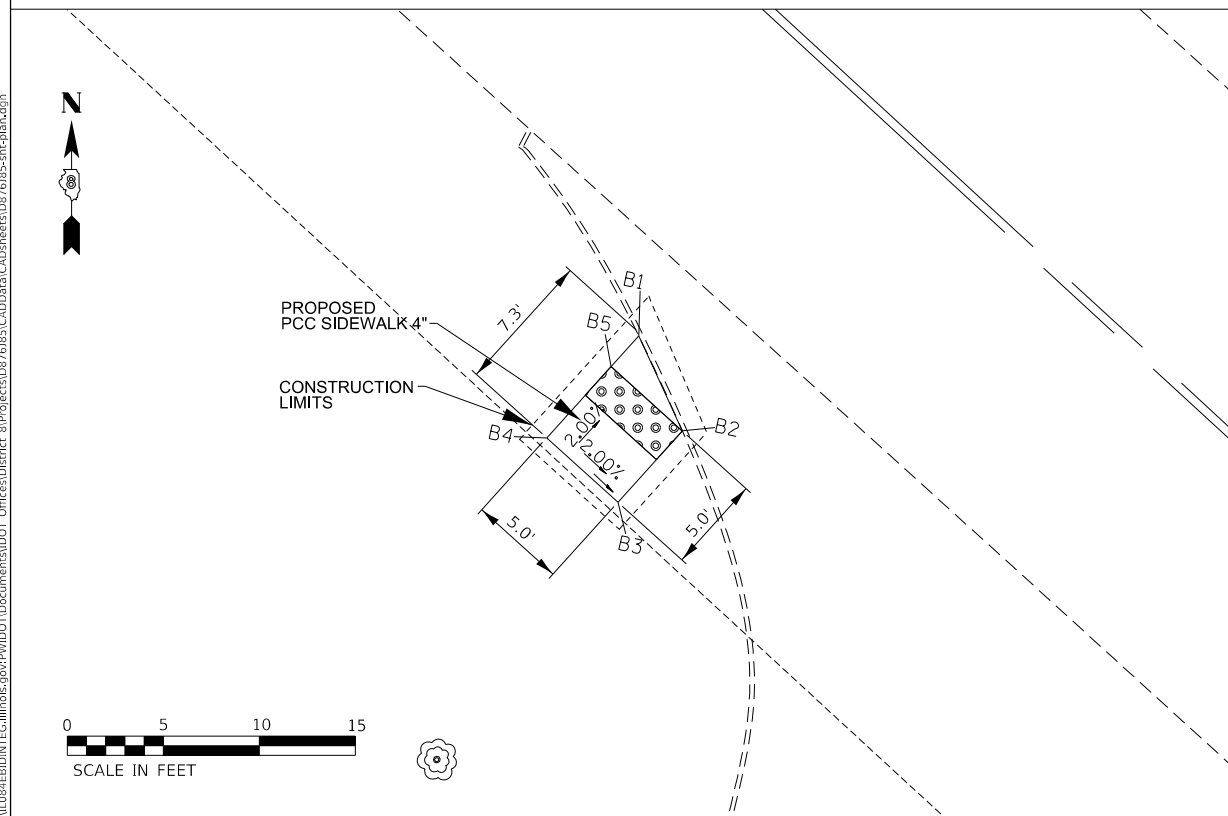 N
8
B1
7.3'
PROPOSED
PCC SIDEWALK 4"
B5
CONSTRUCTION
LIMITS
B4
2.00%
2.00%
B2
5.0'
5.0'
B3
0 5 10 15
SCALE IN FEET